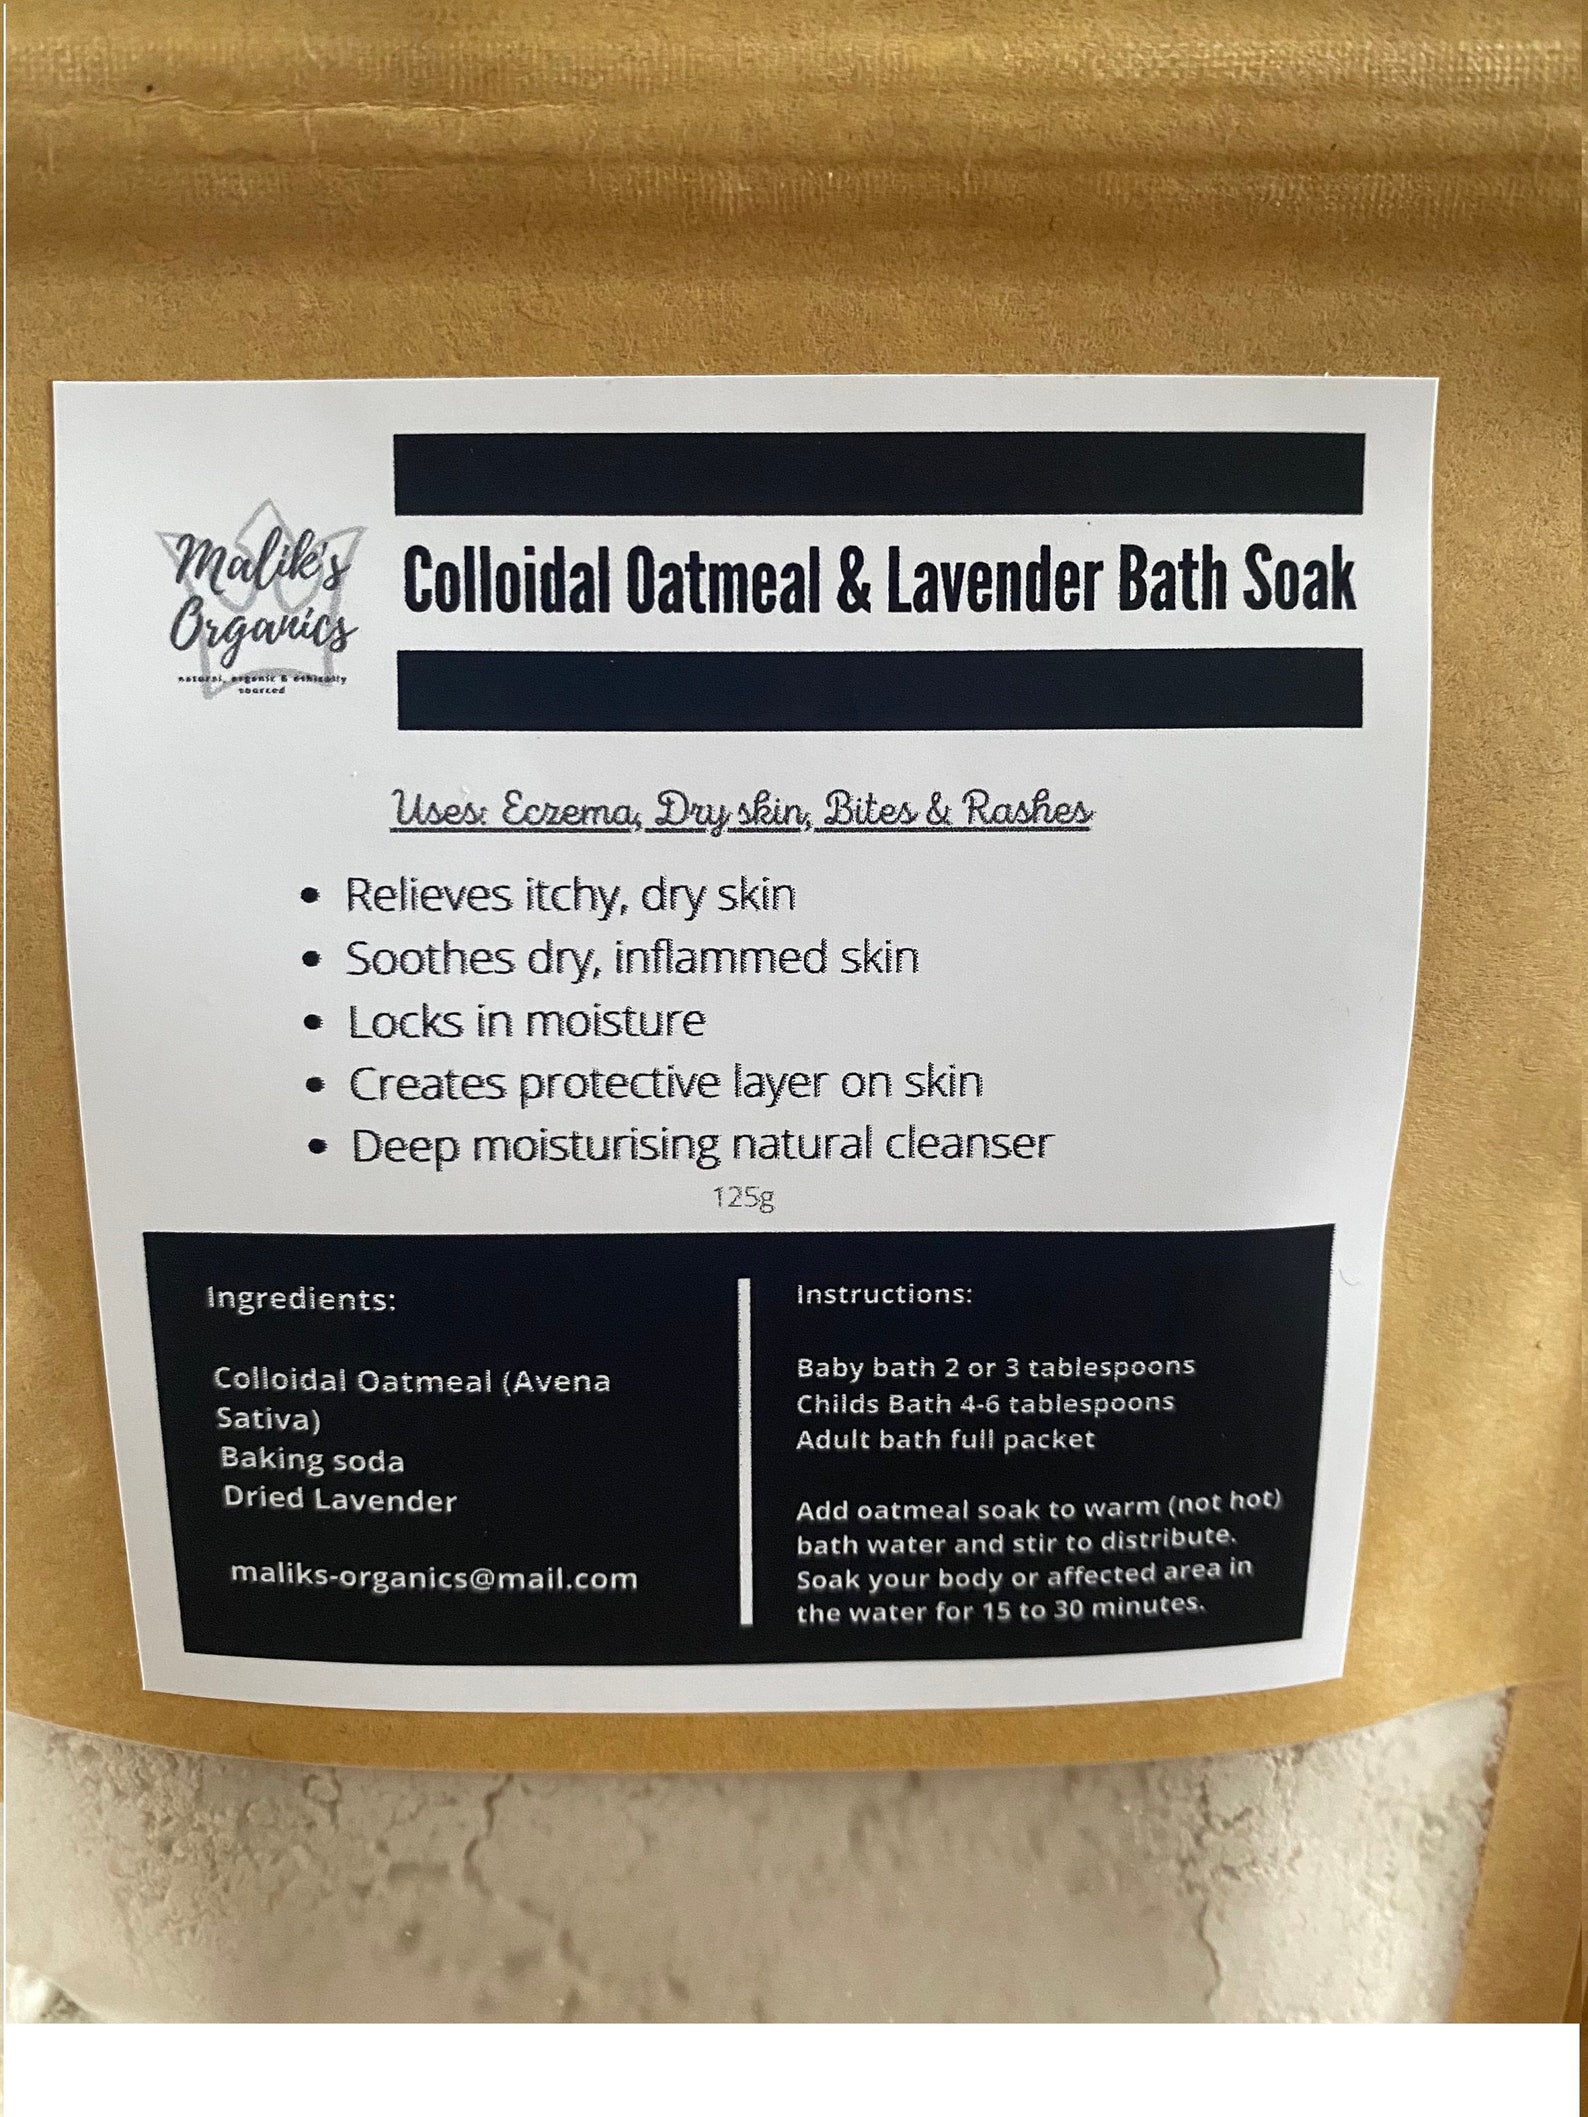 Malik's
Organics
natural, organic & ethically
sourced
Colloidal Oatmeal & Lavender Bath Soak
Uses: Eczema, Dry skin, Bites & Rashes
• Relieves itchy, dry skin
• Soothes dry, inflammed skin
• Locks in moisture
• Creates protective layer on skin
• Deep moisturising natural cleanser
125g
Ingredients:
Colloidal Oatmeal (Avena
Sativa)
Baking soda
Dried Lavender
maliks-organics@mail.com
Instructions:
Baby bath 2 or 3 tablespoons
Childs Bath 4-6 tablespoons
Adult bath full packet
Add oatmeal soak to warm (not hot)
bath water and stir to distribute.
Soak your body or affected area in
the water for 15 to 30 minutes.